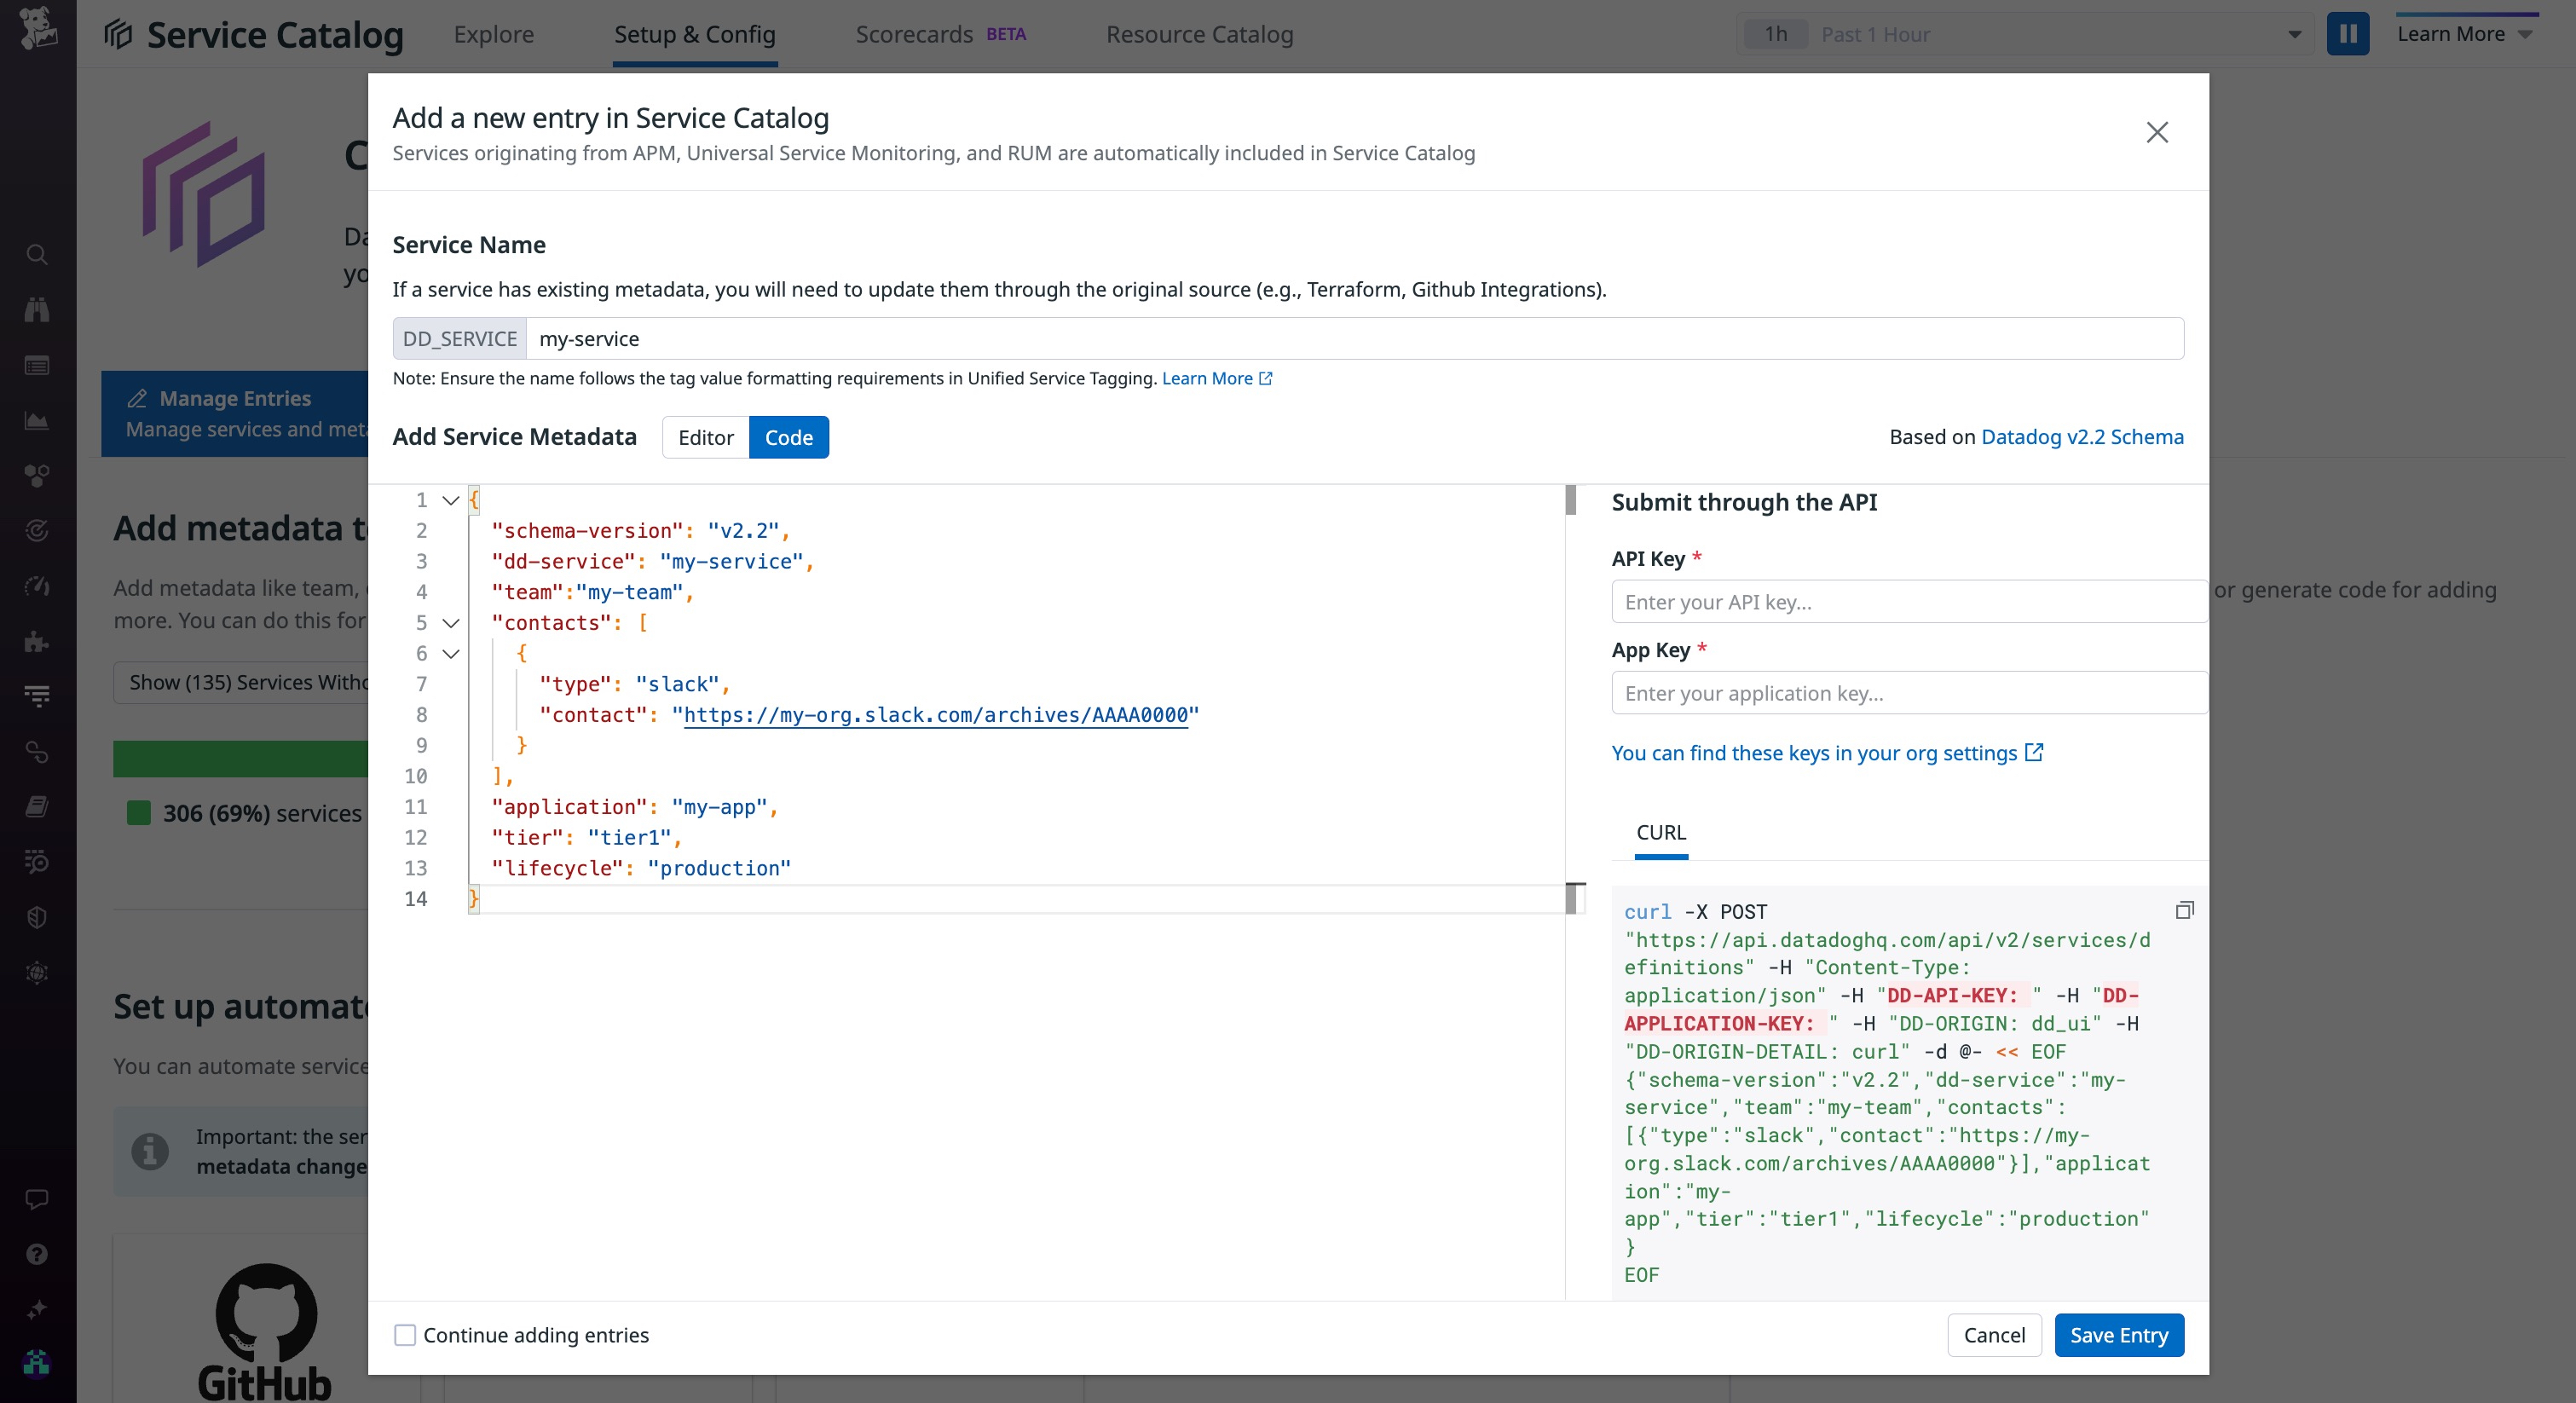 Service Catalog
Explore
Setup & Config
Scorecards BETA
Resource Catalog
1h Past 1 Hour
Learn More
Add a new entry in Service Catalog
Services originating from APM, Universal Service Monitoring, and RUM are automatically included in Service Catalog
Service Name
If a service has existing metadata, you will need to update them through the original source (e.g., Terraform, Github Integrations).
DD_SERVICE my-service
Note: Ensure the name follows the tag value formatting requirements in Unified Service Tagging. Learn More
Add Service Metadata
Editor
Code
Based on Datadog v2.2 Schema
1 {
2 "schema-version": "v2.2",
3 "dd-service": "my-service",
4 "team":"my-team",
5 "contacts": [
6 {
7 "type": "slack",
8 "contact": "https://my-org.slack.com/archives/AAAA0000"
9 }
10 ],
11 "application": "my-app",
12 "tier": "tier1",
13 "lifecycle": "production"
14 }
Submit through the API
API Key *
Enter your API key...
App Key *
Enter your application key...
You can find these keys in your org settings
CURL
curl -X POST
"https://api.datadoghq.com/api/v2/services/d
efinitions" -H "Content-Type:
application/json" -H "DD-API-KEY: " -H "DD-
APPLICATION-KEY: " -H "DD-ORIGIN: dd_ui" -H
"DD-ORIGIN-DETAIL: curl" -d @- << EOF
{"schema-version":"v2.2","dd-service":"my-
service","team":"my-team","contacts":
[{"type":"slack","contact":"https://my-
org.slack.com/archives/AAAA0000"}],"applicat
ion":"my-
app","tier":"tier1","lifecycle":"production"
}
EOF
Continue adding entries
Cancel
Save Entry
C
Da
yo
Manage Entries
Manage services and meta
Add metadata t
Add metadata like team,
or generate code for adding
more. You can do this for
Show (135) Services Witho
306 (69%) services
Set up automat
You can automate service
Important: the ser
metadata change
GitHub